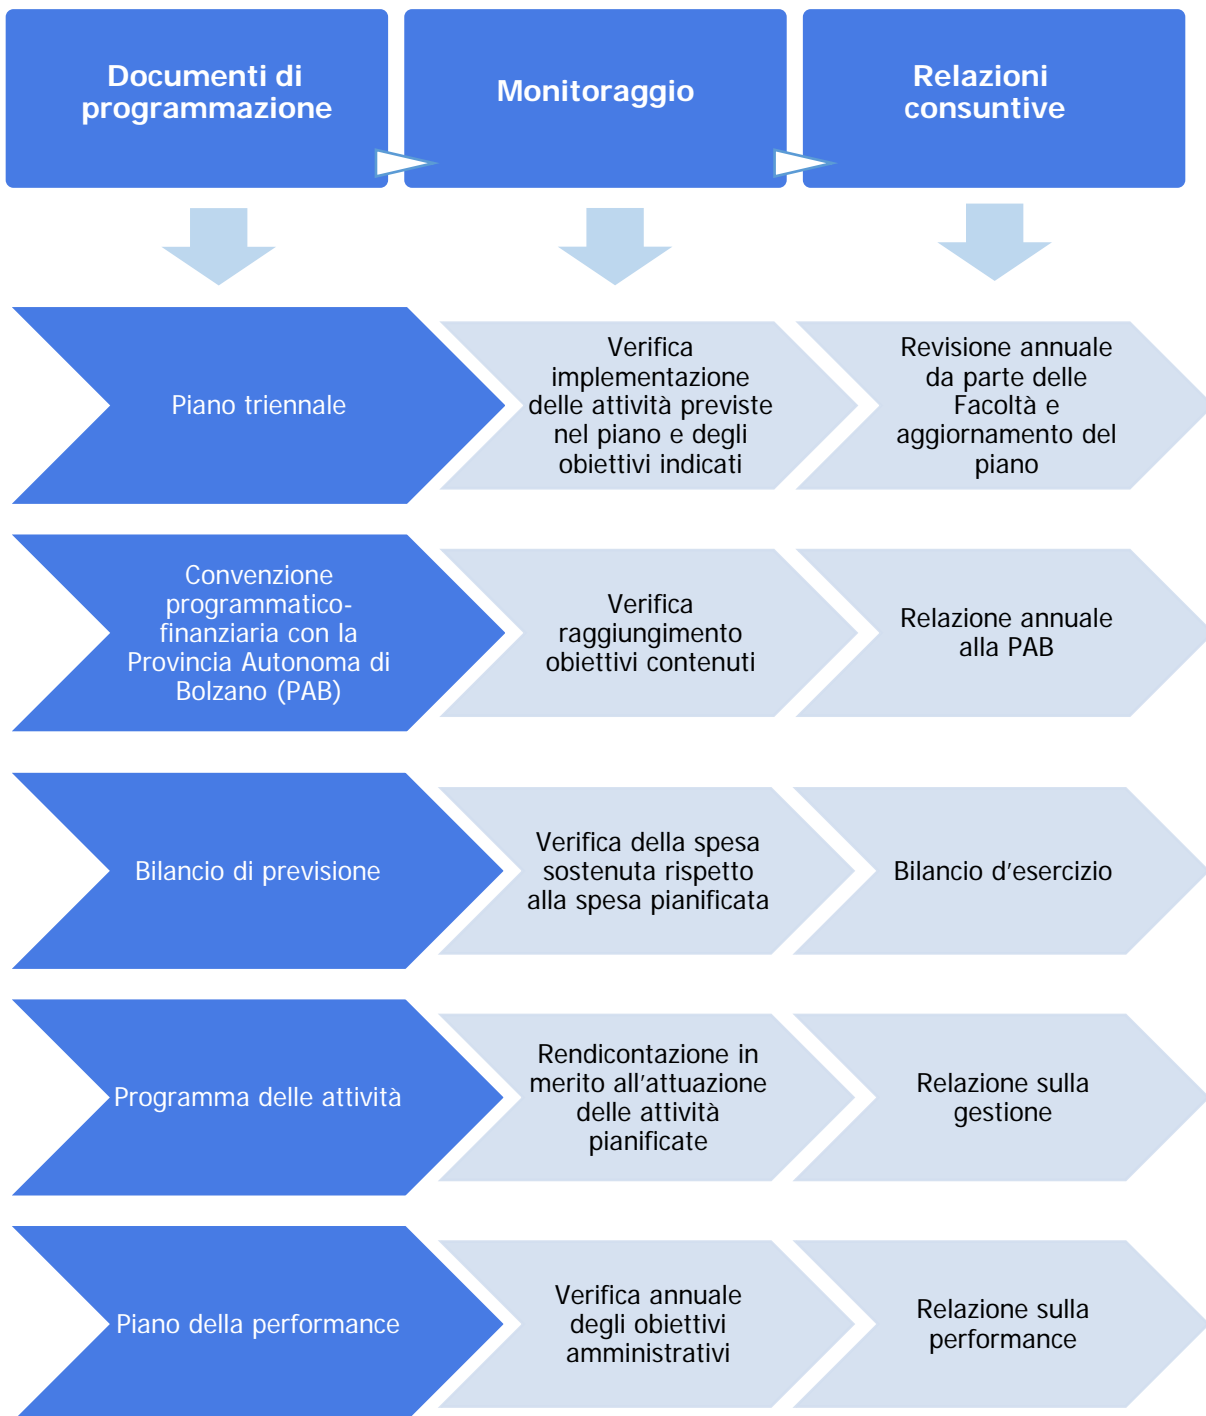 Documenti di
programmazione
Monitoraggio
Relazioni
consuntive
Piano triennale
Verifica
implementazione
delle attività previste
nel piano e degli
obiettivi indicati
Revisione annuale
da parte delle
Facoltà e
aggiornamento del
piano
Convenzione
programmatico-
finanziaria con la
Provincia Autonoma di
Bolzano (PAB)
Verifica
raggiungimento
obiettivi contenuti
Relazione annuale
alla PAB
Bilancio di previsione
Verifica della spesa
sostenuta rispetto
alla spesa pianificata
Bilancio d'esercizio
Programma delle attività
Rendicontazione in
merito all'attuazione
delle attività
pianificate
Relazione sulla
gestione
Piano della performance
Verifica annuale
degli obiettivi
amministrativi
Relazione sulla
performance